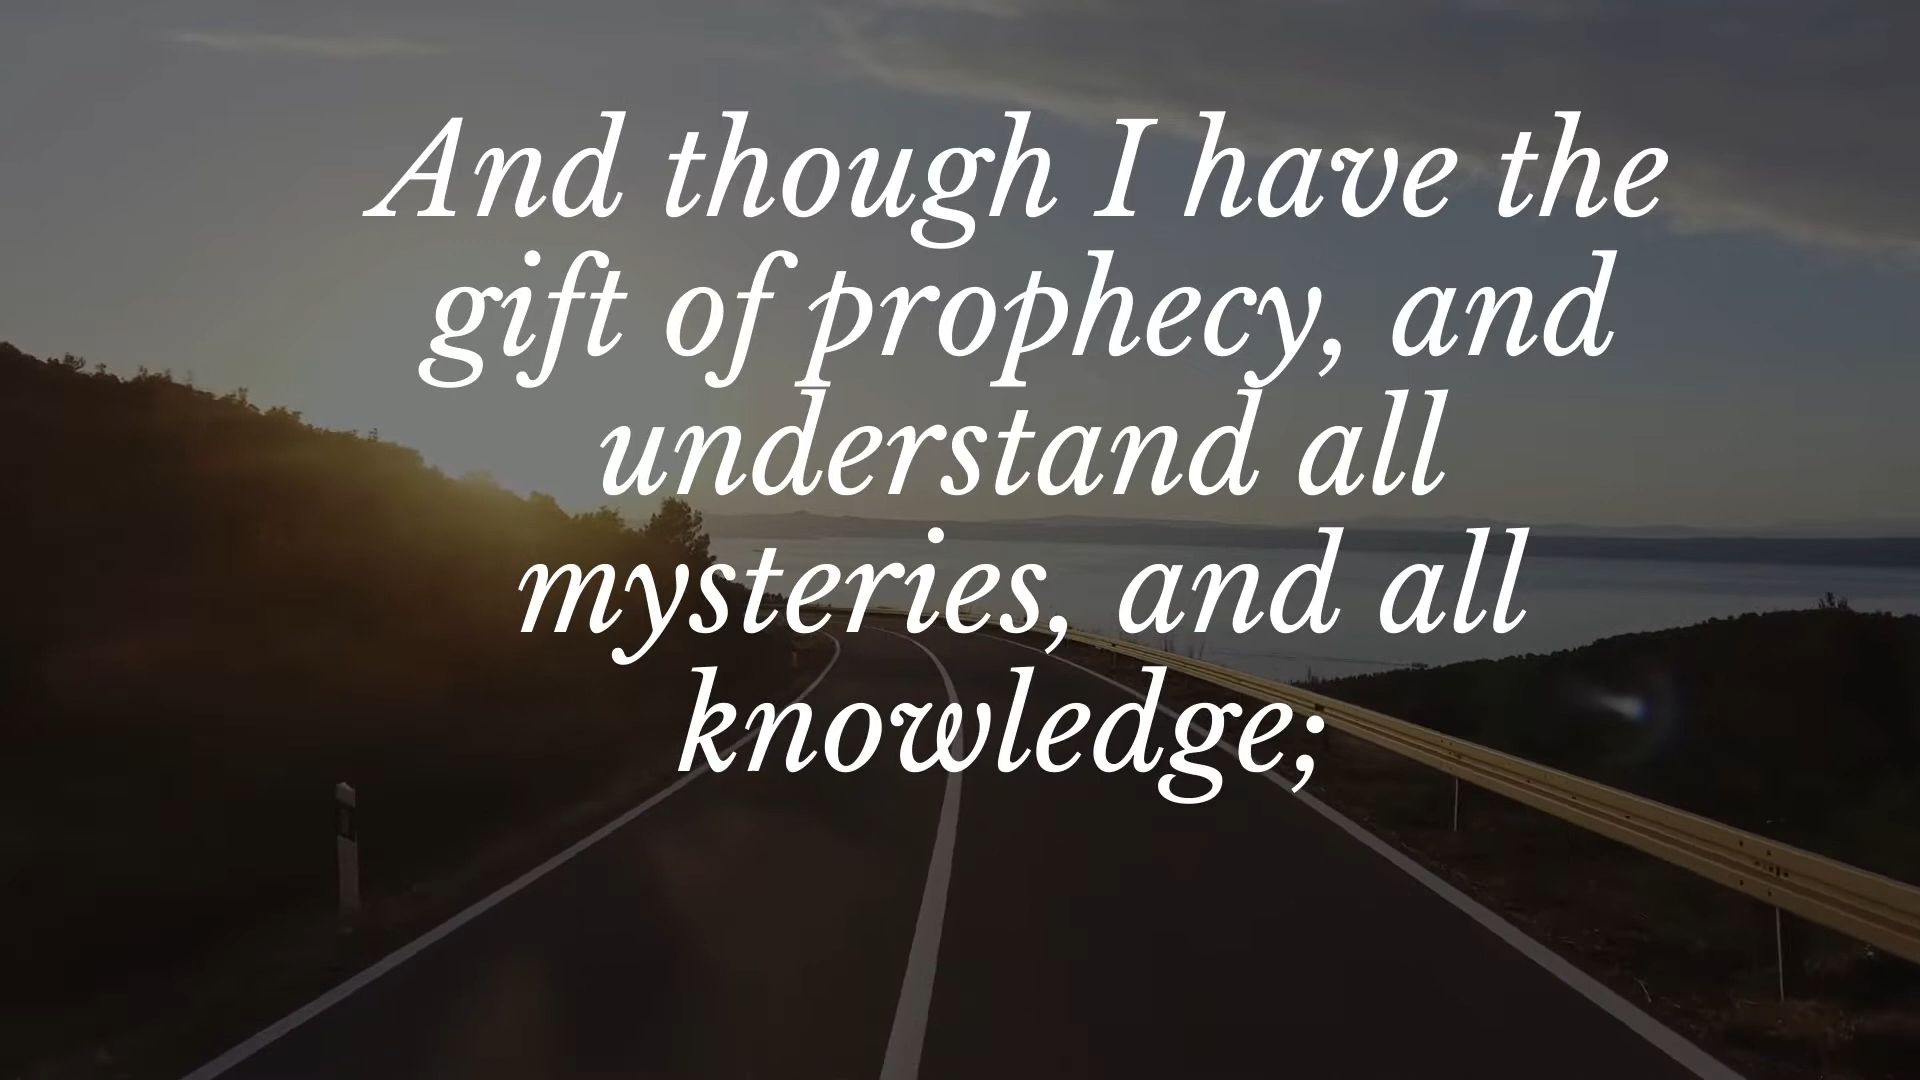 And though I have the
gift of prophecy, and
understand all
mysteries, and all
knowledge;